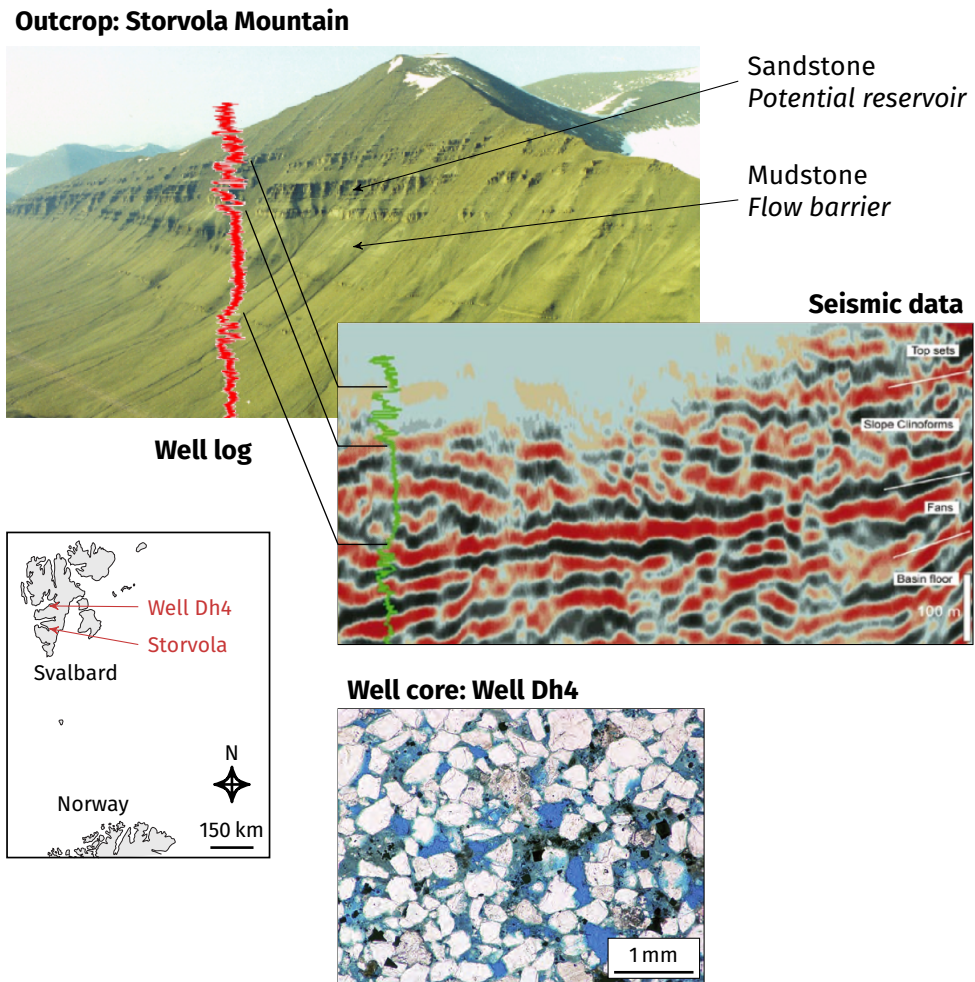 Outcrop: Storvola Mountain
Sandstone
Potential reservoir
Mudstone
Flow barrier
Seismic data
Top sets
Slope Clinoforms
Fans
Basin floor
100 m
Well log
Well Dh4
Storvola
Svalbard
N
Norway
150 km
Well core: Well Dh4
1 mm